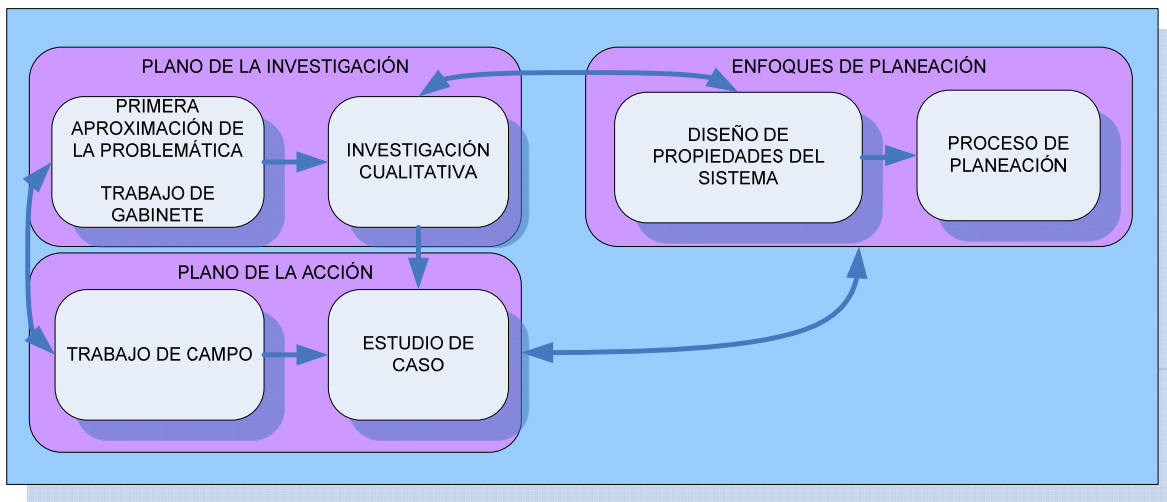 PLANO DE LA INVESTIGACIÓN
PRIMERA
APROXIMACIÓN DE
LA PROBLEMÁTICA
TRABAJO DE
GABINETE
INVESTIGACIÓN
CUALITATIVA
ENFOQUES DE PLANEACIÓN
DISEÑO DE
PROPIEDADES DEL
SISTEMA
PROCESO DE
PLANEACIÓN
PLANO DE LA ACCIÓN
TRABAJO DE CAMPO
ESTUDIO DE
CASO